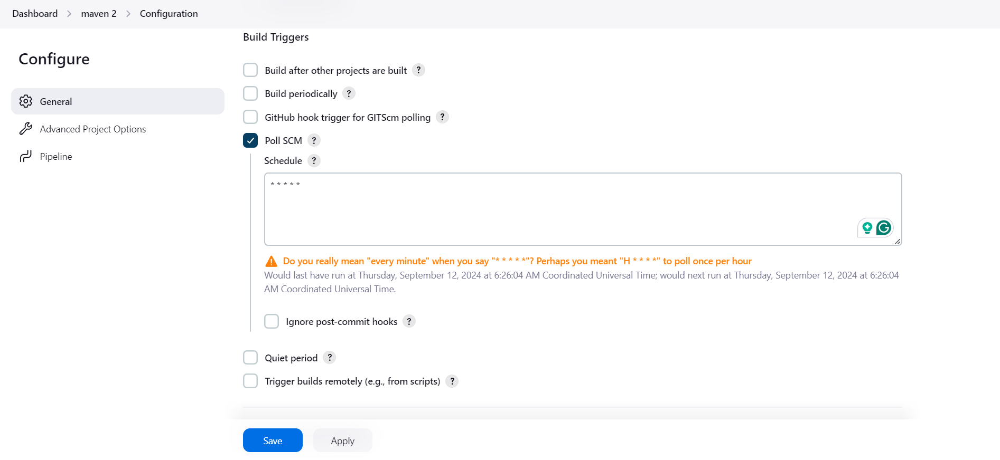 Dashboard > maven 2 > Configuration
Configure
General
Advanced Project Options
Pipeline
Build Triggers
Build after other projects are built ?
Build periodically ?
GitHub hook trigger for GITScm polling ?
Poll SCM ?
Schedule ?
* * * * *
Do you really mean "every minute" when you say "* * * * *"? Perhaps you meant "H * * * *" to poll once per hour
Would last have run at Thursday, September 12, 2024 at 6:26:04 AM Coordinated Universal Time; would next run at Thursday, September 12, 2024 at 6:26:04
AM Coordinated Universal Time.
Ignore post-commit hooks ?
Quiet period ?
Trigger builds remotely (e.g., from scripts) ?
Save Apply